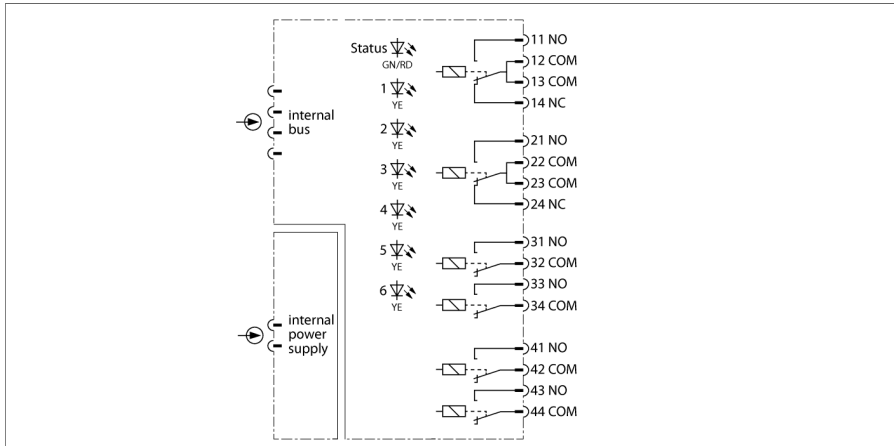 Status
GN/RD
1
YE
2
YE
3
YE
4
YE
5
YE
6
YE
internal
bus
internal
power
supply
11 NO
12 COM
13 COM
14 NC
21 NO
22 COM
23 COM
24 NC
31 NO
32 COM
33 NO
34 COM
41 NO
42 COM
43 NO
44 COM